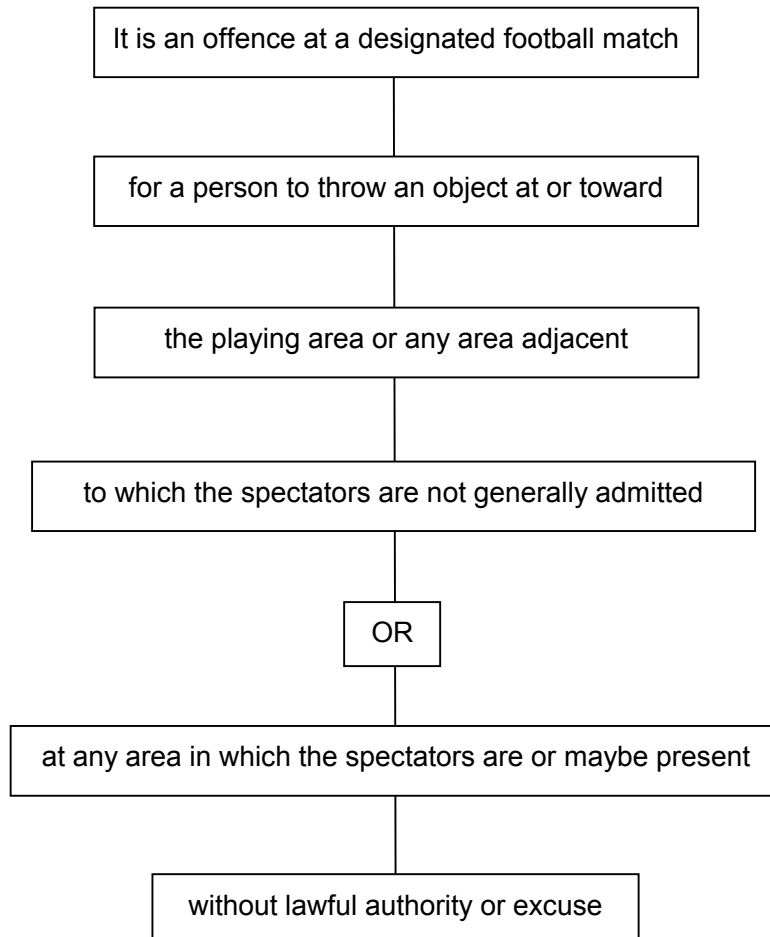 It is an offence at a designated football match
for a person to throw an object at or toward
the playing area or any area adjacent
to which the spectators are not generally admitted
OR
at any area in which the spectators are or maybe present
without lawful authority or excuse